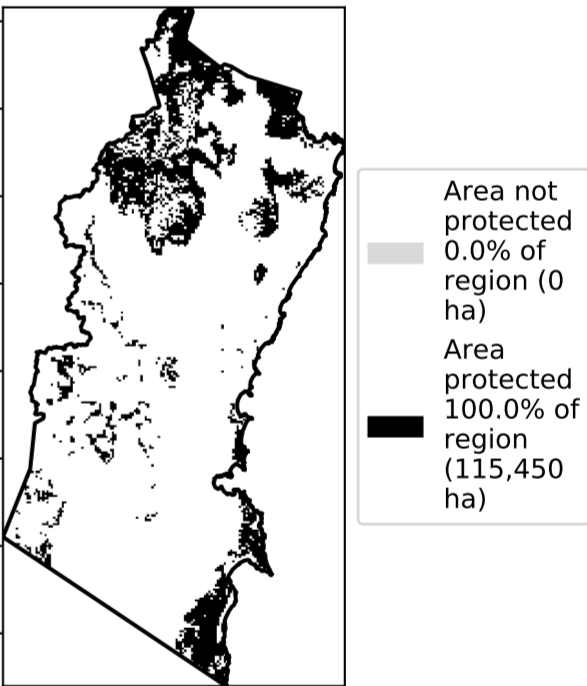 Area not
protected
0.0% of
region (0
ha)
Area
protected
100.0% of
region
(115,450
ha)